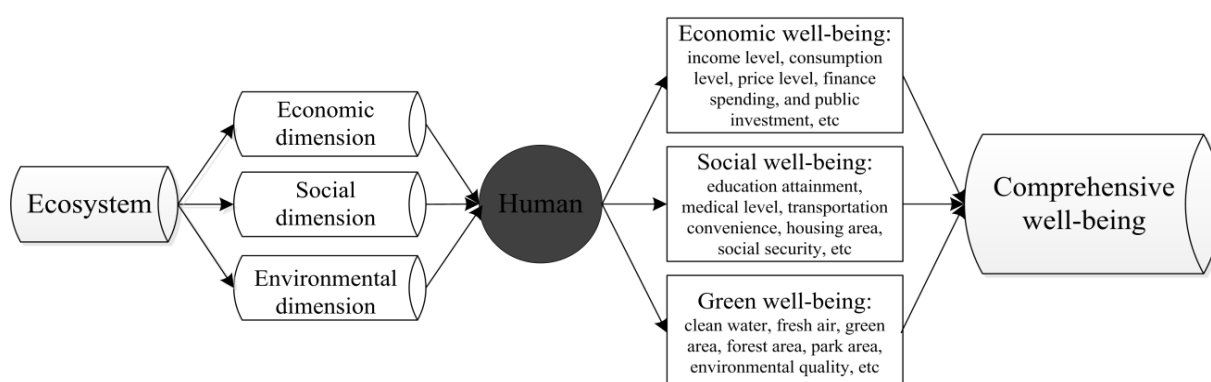 Ecosystem
Economic
dimension
Social
dimension
Environmental
dimension
Human
Economic well-being:
income level, consumption
level, price level, finance
spending, and public
investment, etc
Social well-being:
education attainment,
medical level, transportation
convenience, housing area,
social security, etc
Green well-being:
clean water, fresh air, green
area, forest area, park area,
environmental quality, etc
Comprehensive
well-being